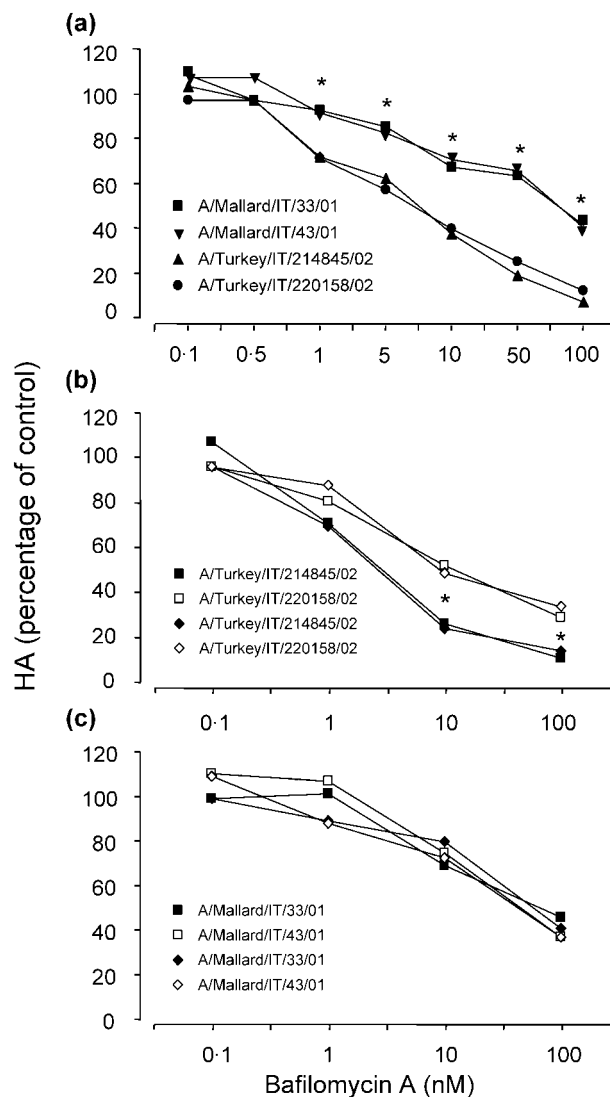 (a)
120
100
80
60
40
20
0
* * * * *
A/Mallard/IT/33/01
A/Mallard/IT/43/01
A/Turkey/IT/214845/02
A/Turkey/IT/220158/02
0·1 0·5 1 5 10 50 100
(b)
120
100
80
60
40
20
0
* *
A/Turkey/IT/214845/02
A/Turkey/IT/220158/02
A/Turkey/IT/214845/02
A/Turkey/IT/220158/02
0·1 1 10 100
HA (percentage of control)
(c)
120
100
80
60
40
20
0
A/Mallard/IT/33/01
A/Mallard/IT/43/01
A/Mallard/IT/33/01
A/Mallard/IT/43/01
0·1 1 10 100
Bafilomycin A (nM)